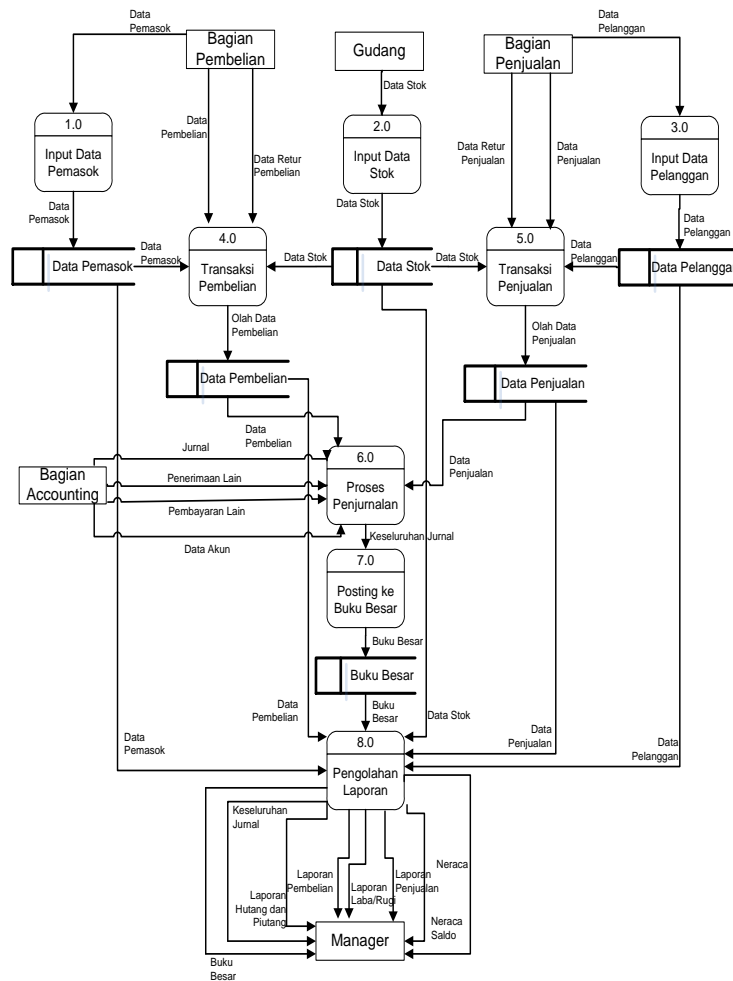 Data
Pemasok
Bagian
Pembelian
Gudang
Bagian
Penjualan
Data
Pelanggan
Data Stok
1.0
Input Data
Pemasok
Data
Pembelian
Data Retur
Pembelian
2.0
Input Data
Stok
Data Retur
Penjualan
Data
Penjualan
3.0
Input Data
Pelanggan
Data
Pemasok
Data Stok
Data
Pelanggan
Data Pemasok
Data
Pemasok
4.0
Transaksi
Pembelian
Data Stok
Data Stok
Data Stok
5.0
Transaksi
Penjualan
Data
Pelanggan
Data Pelanggan
Olah Data
Pembelian
Olah Data
Penjualan
Data Pembelian
Data Penjualan
Data
Pembelian
Data
Penjualan
Jurnal
Bagian
Accounting
Penerimaan Lain
Pembayaran Lain
Data Akun
6.0
Proses
Penjurnalan
Keseluruhan Jurnal
7.0
Posting ke
Buku Besar
Buku Besar
Buku Besar
Data
Pembelian
Buku
Besar
Data Stok
Data
Pemasok
Data
Penjualan
Data
Pelanggan
8.0
Pengolahan
Laporan
Keseluruhan
Jurnal
Laporan
Hutang dan
Piutang
Laporan
Pembelian
Laporan
Laba/Rugi
Laporan
Penjualan
Neraca
Neraca
Saldo
Manager
Buku
Besar